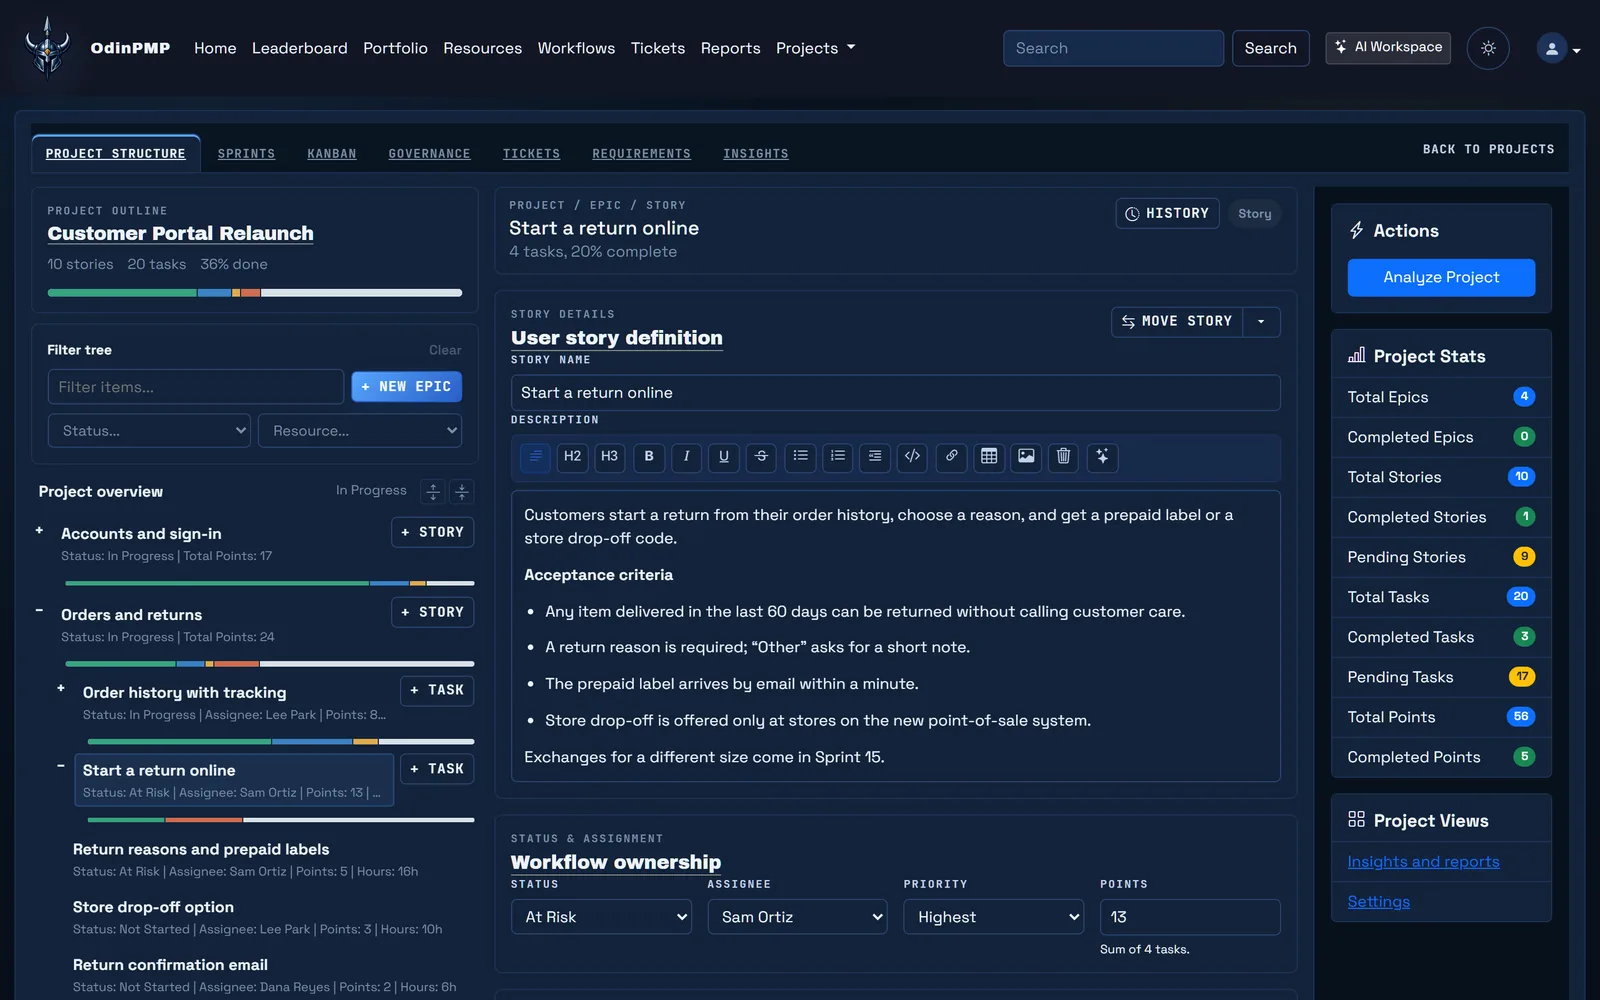 OdinPMP
Home
Leaderboard
Portfolio
Resources
Workflows
Tickets
Reports
Projects
Search
Search
AI Workspace
PROJECT STRUCTURE
SPRINTS
KANBAN
GOVERNANCE
TICKETS
REQUIREMENTS
INSIGHTS
BACK TO PROJECTS
PROJECT OUTLINE
Customer Portal Relaunch
10 stories 20 tasks 36% done
Filter tree
Clear
Filter items...
+ NEW EPIC
Status...
Resource...
Project overview
In Progress
+ Accounts and sign-in
+ STORY
Status: In Progress | Total Points: 17
− Orders and returns
+ STORY
Status: In Progress | Total Points: 24
+ Order history with tracking
+ TASK
Status: In Progress | Assignee: Lee Park | Points: 8...
− Start a return online
+ TASK
Status: At Risk | Assignee: Sam Ortiz | Points: 13 | ...
Return reasons and prepaid labels
Status: At Risk | Assignee: Sam Ortiz | Points: 5 | Hours: 16h
Store drop-off option
Status: Not Started | Assignee: Lee Park | Points: 3 | Hours: 10h
Return confirmation email
Status: Not Started | Assignee: Dana Reyes | Points: 2 | Hours: 6h
PROJECT / EPIC / STORY
Start a return online
4 tasks, 20% complete
HISTORY
Story
STORY DETAILS
User story definition
MOVE STORY
STORY NAME
Start a return online
DESCRIPTION
H2 H3 B I U S
Customers start a return from their order history, choose a reason, and get a prepaid label or a
store drop-off code.
Acceptance criteria
• Any item delivered in the last 60 days can be returned without calling customer care.
• A return reason is required; “Other” asks for a short note.
• The prepaid label arrives by email within a minute.
• Store drop-off is offered only at stores on the new point-of-sale system.
Exchanges for a different size come in Sprint 15.
STATUS & ASSIGNMENT
Workflow ownership
STATUS
ASSIGNEE
PRIORITY
POINTS
At Risk
Sam Ortiz
Highest
13
Sum of 4 tasks.
Actions
Analyze Project
Project Stats
Total Epics 4
Completed Epics 0
Total Stories 10
Completed Stories 1
Pending Stories 9
Total Tasks 20
Completed Tasks 3
Pending Tasks 17
Total Points 56
Completed Points 5
Project Views
Insights and reports
Settings